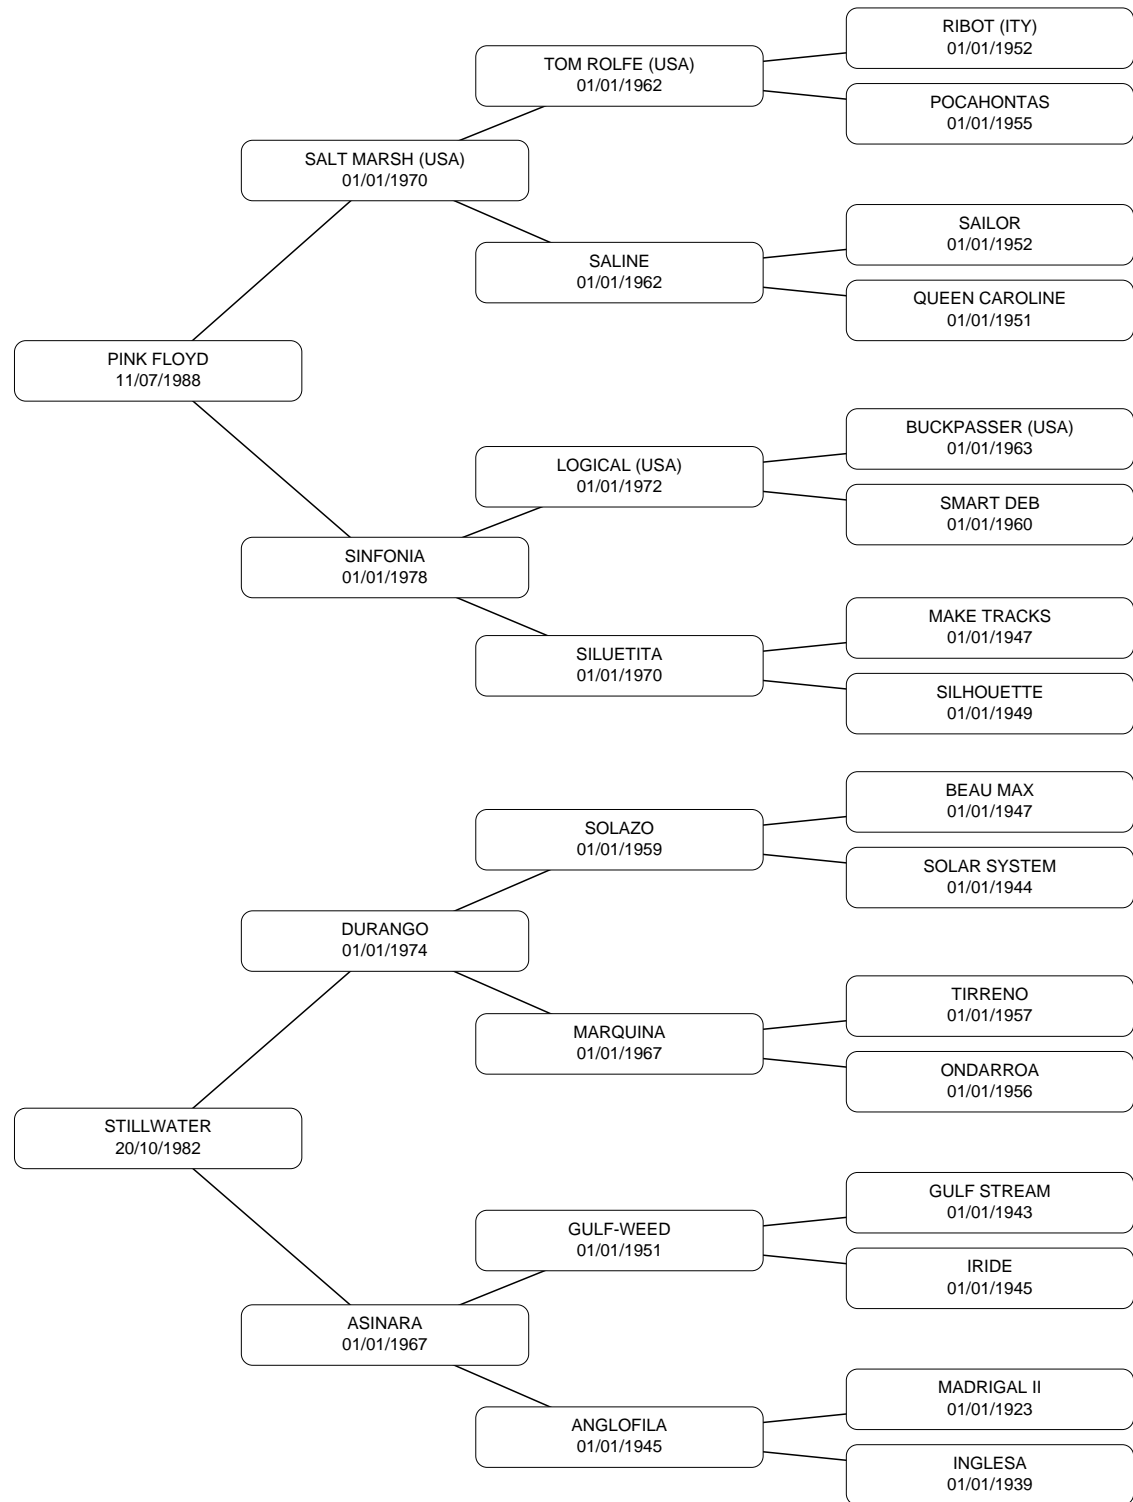 RIBOT (ITY)
01/01/1952
TOM ROLFE (USA)
01/01/1962
POCAHONTAS
01/01/1955
SALT MARSH (USA)
01/01/1970
SAILOR
01/01/1952
SALINE
01/01/1962
QUEEN CAROLINE
01/01/1951
PINK FLOYD
11/07/1988
BUCKPASSER (USA)
01/01/1963
LOGICAL (USA)
01/01/1972
SMART DEB
01/01/1960
SINFONIA
01/01/1978
MAKE TRACKS
01/01/1947
SILUETITA
01/01/1970
SILHOUETTE
01/01/1949
BEAU MAX
01/01/1947
SOLAZO
01/01/1959
SOLAR SYSTEM
01/01/1944
DURANGO
01/01/1974
TIRRENO
01/01/1957
MARQUINA
01/01/1967
ONDARROA
01/01/1956
STILLWATER
20/10/1982
GULF STREAM
01/01/1943
GULF-WEED
01/01/1951
IRIDE
01/01/1945
ASINARA
01/01/1967
MADRIGAL II
01/01/1923
ANGLOFILA
01/01/1945
INGLESA
01/01/1939